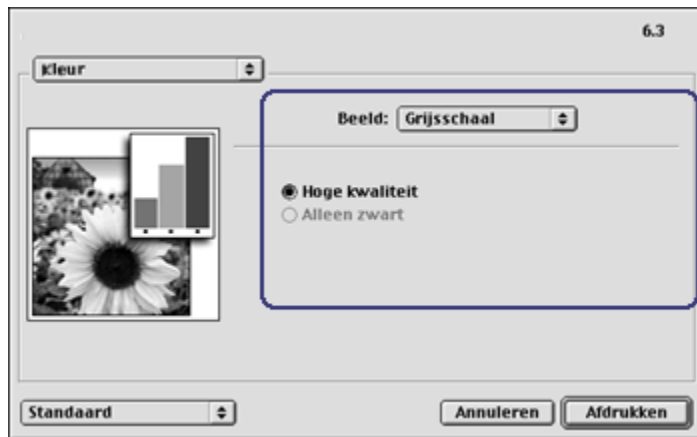 6.3
Kleur
Beeld: Grijsschaal
Hoge kwaliteit
Alleen zwart
Standaard
Annuleren
Afdrukken